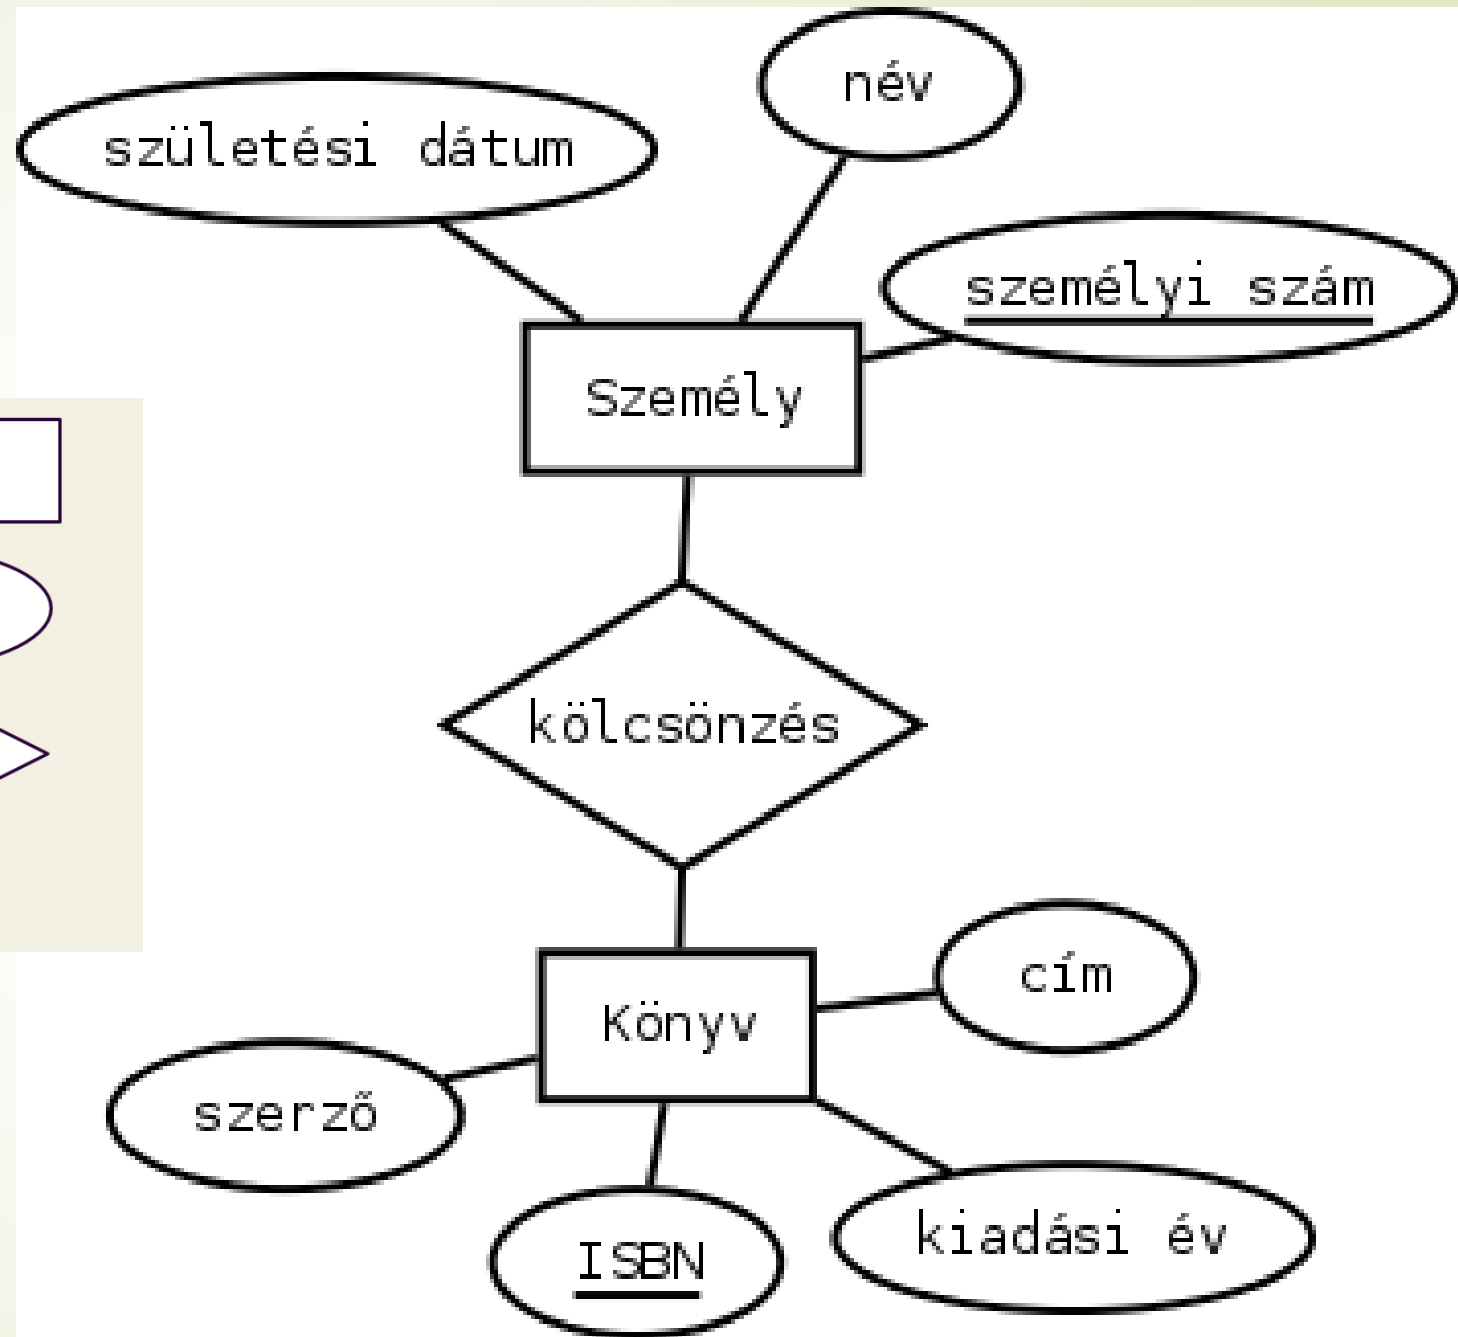 név
születési dátum
személyi szám
Személy
kölcsönzés
cím
Könyv
szerző
kiadási év
ISBN